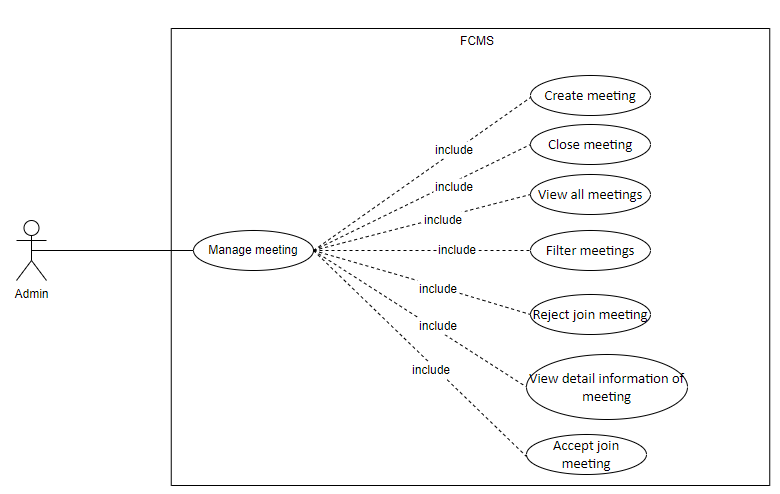 FCMS
Create meeting
include
Close meeting
include
View all meetings
include
Manage meeting
include
Filter meetings
Admin
include
Reject join meeting
include
View detail information of
meeting
include
Accept join
meeting